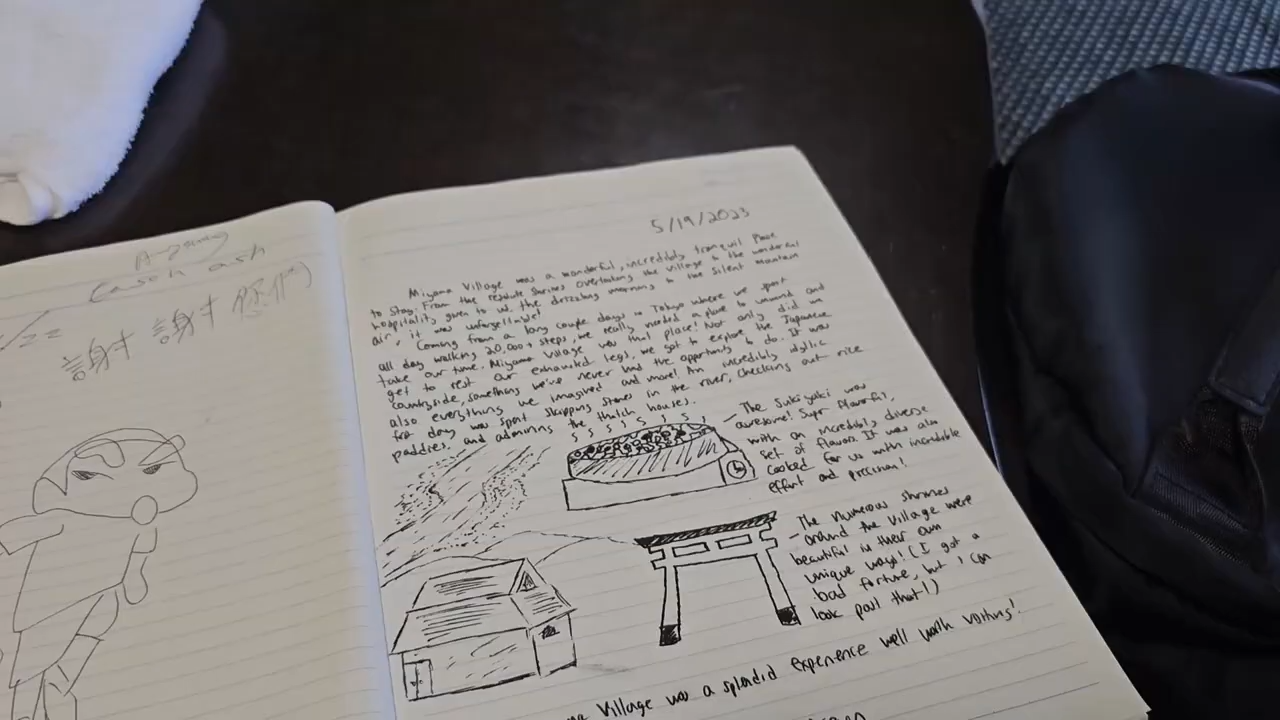 A-
Cash ash
/22
謝謝 您(們)
5/19/2023
Miyama Village was a wonderful, incredibly tranquil place
to stay. From the resolute shrines overlooking the village to the wonderful
hospitality given to us, the drizzling mornings to the silent mountain
air, it was unforgettable!
Coming from a long couple days in Tokyo where we spent
all day walking 20,000+ steps, we really needed a place to unwind and
take our time. Miyama Village was that place! Not only did we
get to rest our exhausted legs, we got to explore the Japanese
countryside, something we've never had the opportunity to do. It was
also everything we imagined and more! An incredibly idyllic
first day was spent skipping stones in the river, checking out rice
paddies, and admiring the thatch houses.
- The Sukiyaki was
awesome! Super flavorful,
with an incredibly diverse
set of flavors. It was also
cooked for us with incredible
effort and precision!
- The numerous shrines
around the village were
beautiful in their own
unique ways! (I got a
bad fortune, but I can
look past that!)
Village was a splendid experience well worth visiting!